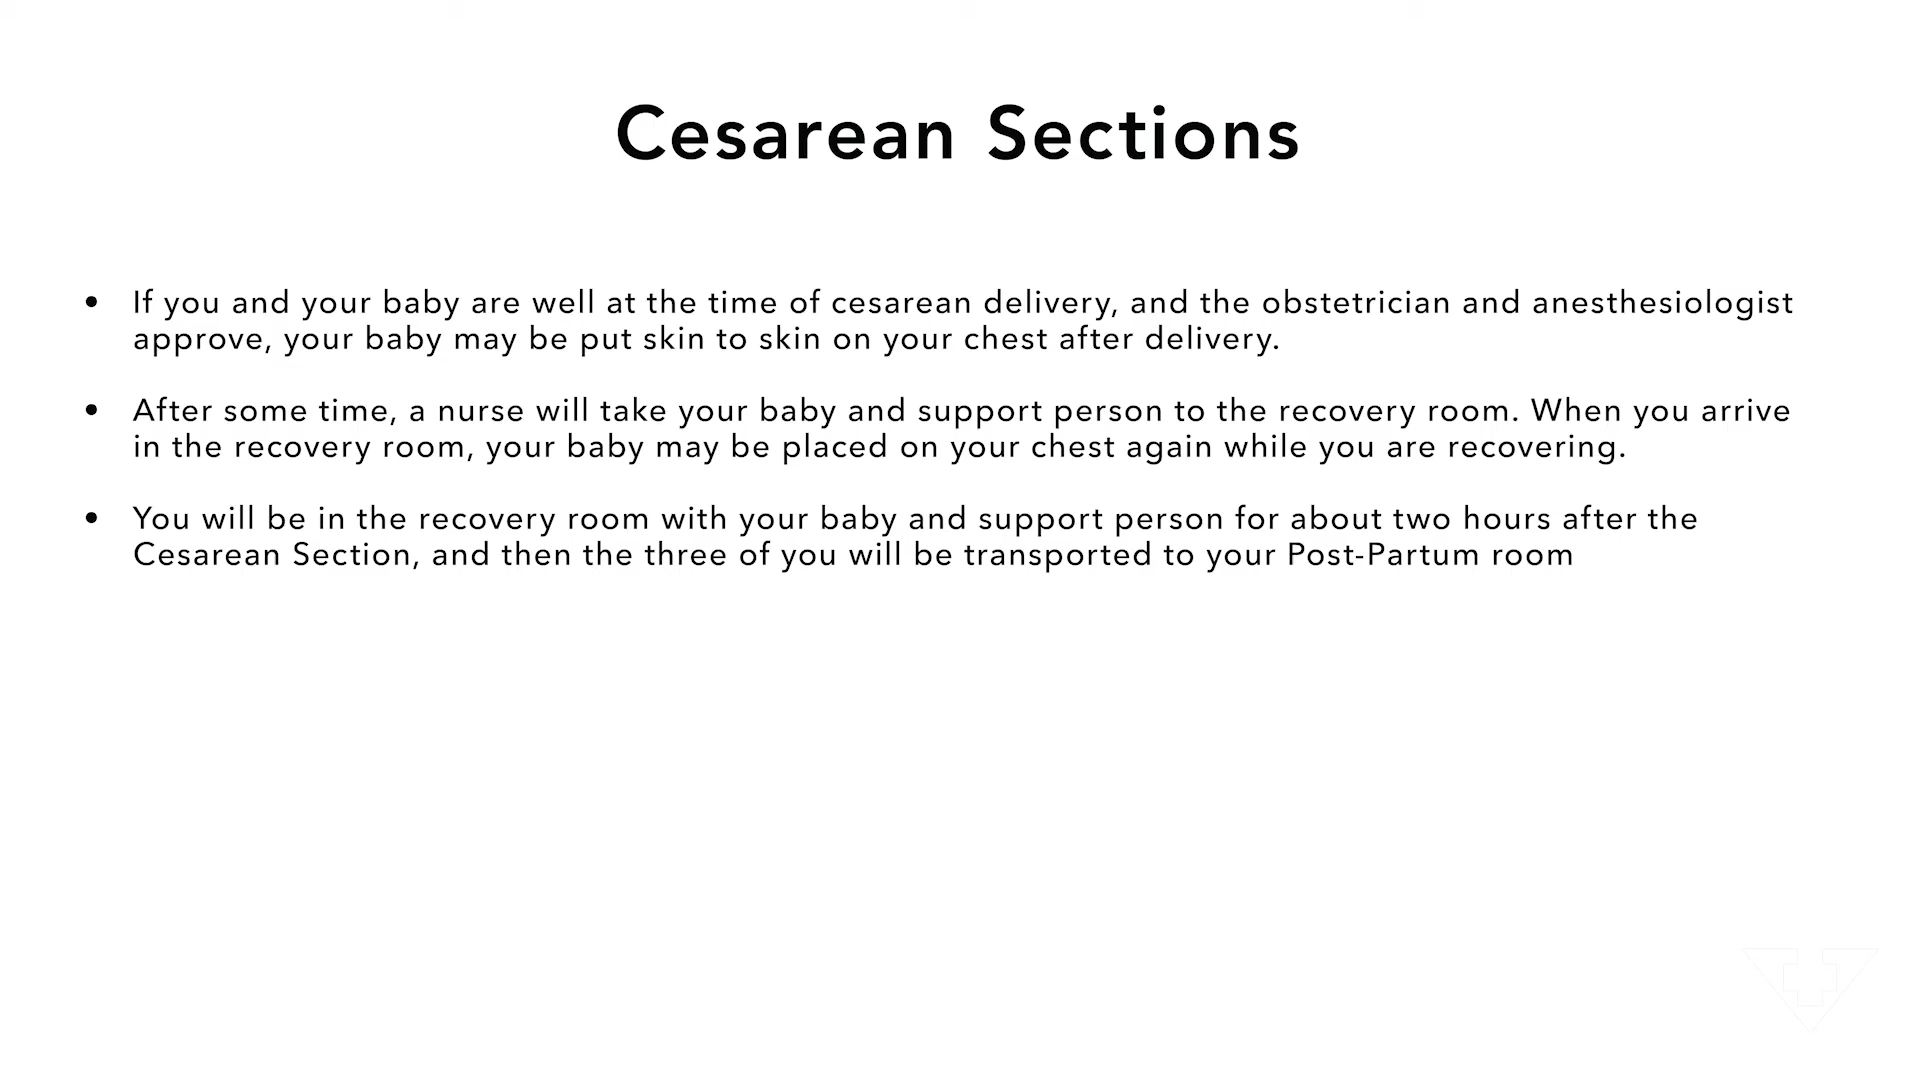 Cesarean Sections
• If you and your baby are well at the time of cesarean delivery, and the obstetrician and anesthesiologist
approve, your baby may be put skin to skin on your chest after delivery.
• After some time, a nurse will take your baby and support person to the recovery room. When you arrive
in the recovery room, your baby may be placed on your chest again while you are recovering.
• You will be in the recovery room with your baby and support person for about two hours after the
Cesarean Section, and then the three of you will be transported to your Post-Partum room